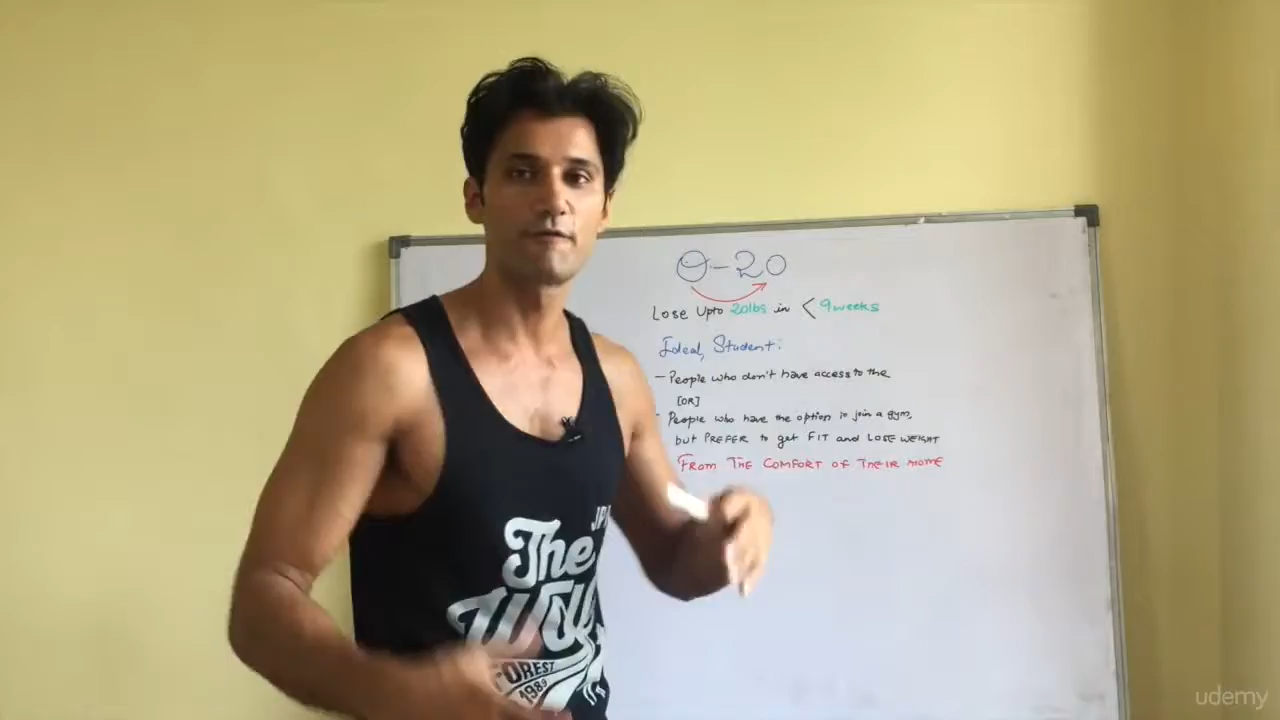 0-20
Lose Upto 20lbs in < 9 weeks
Ideal Student:
- People who don't have access to the
[OR]
- People who have the option to join a gym,
but PREFER to get FIT and LOSE WEIGHT
FROM THE COMFORT OF THEIR HOME
The
FOREST
1989
udemy